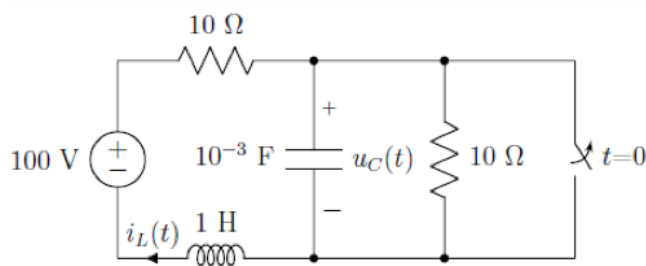 10 Ω
+
100 V
+
−
10⁻³ F
u_C(t)
10 Ω
t=0
−
i_L(t)
1 H